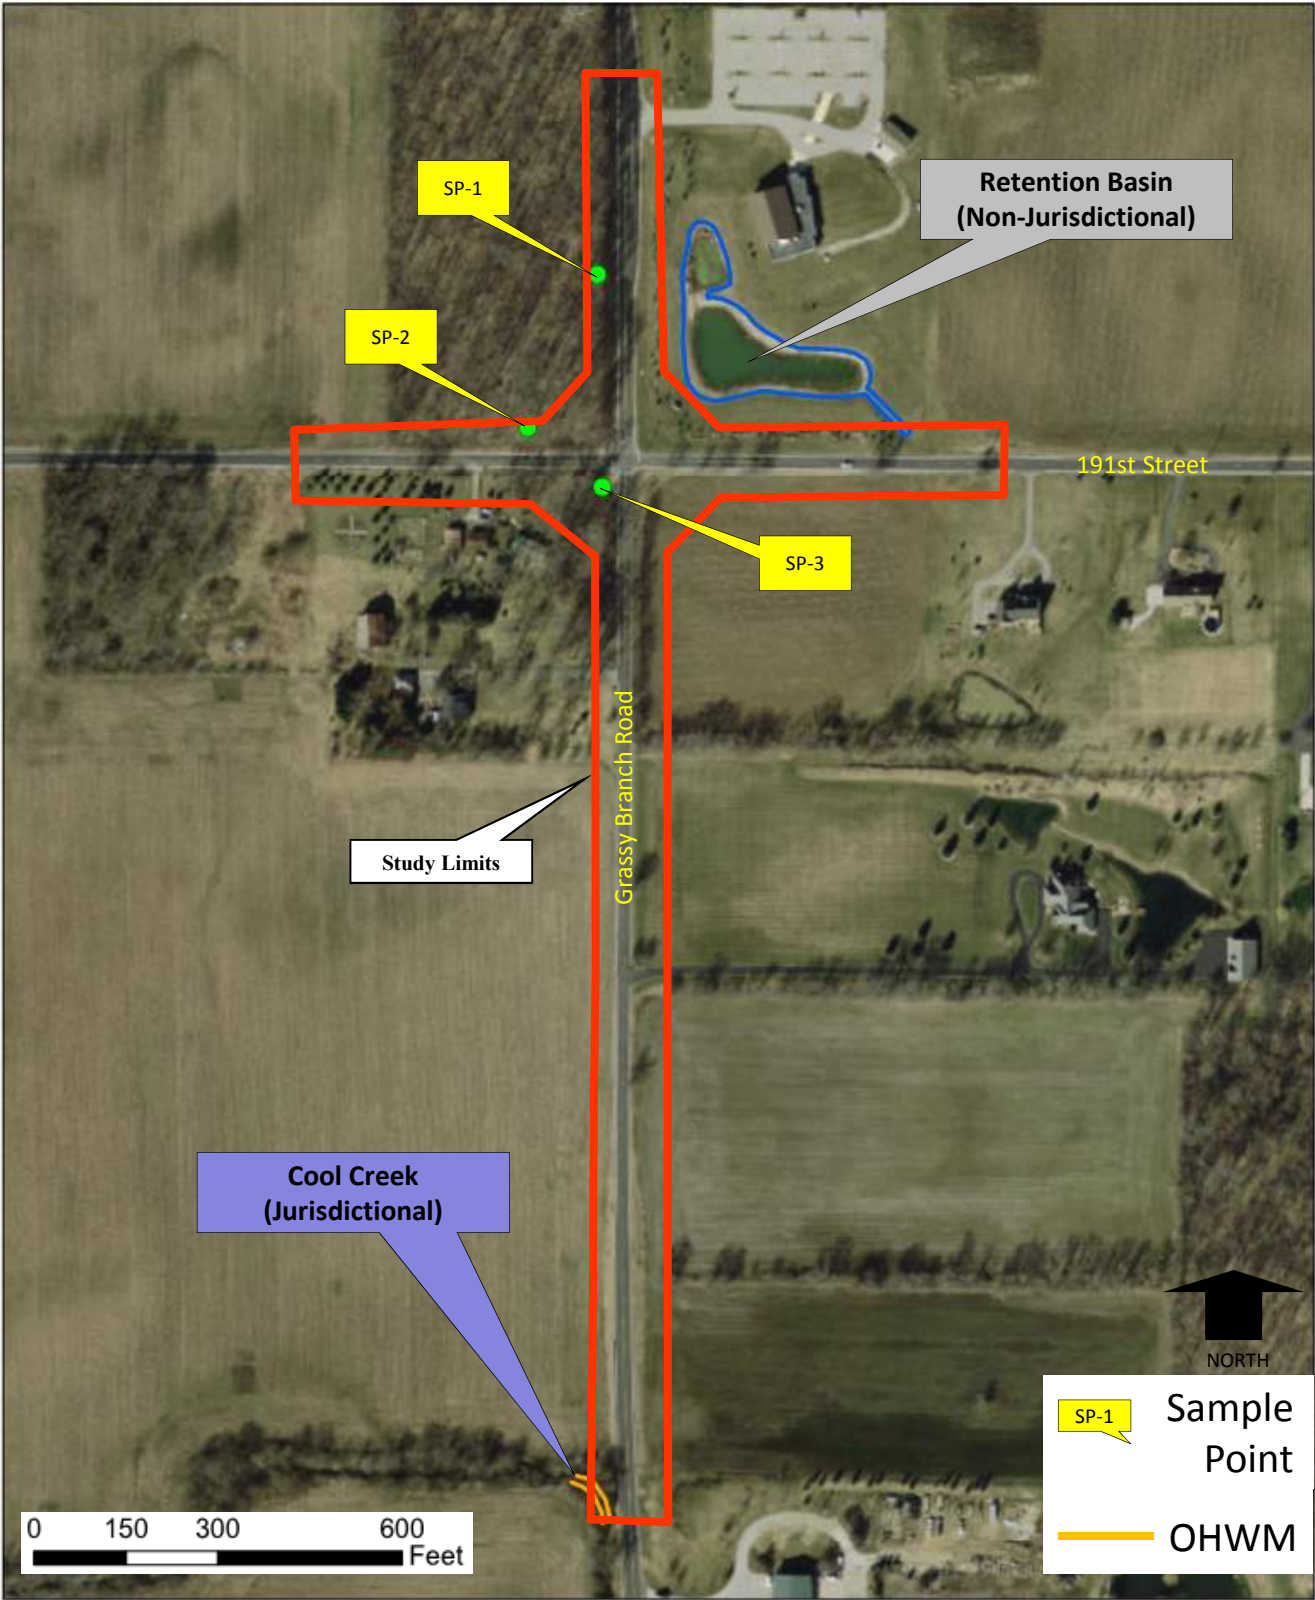 SP-1
Retention Basin
(Non-Jurisdictional)
SP-2
191st Street
SP-3
Grassy Branch Road
Study Limits
Cool Creek
(Jurisdictional)
NORTH
SP-1
Sample
Point
OHWM
0 150 300 600
Feet